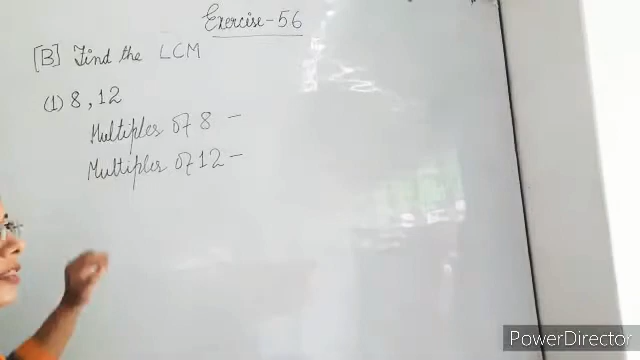 Exercise-56
[B] Find the LCM
(1) 8, 12
Multiples of 8 -
Multiples of 12 -
PowerDirector